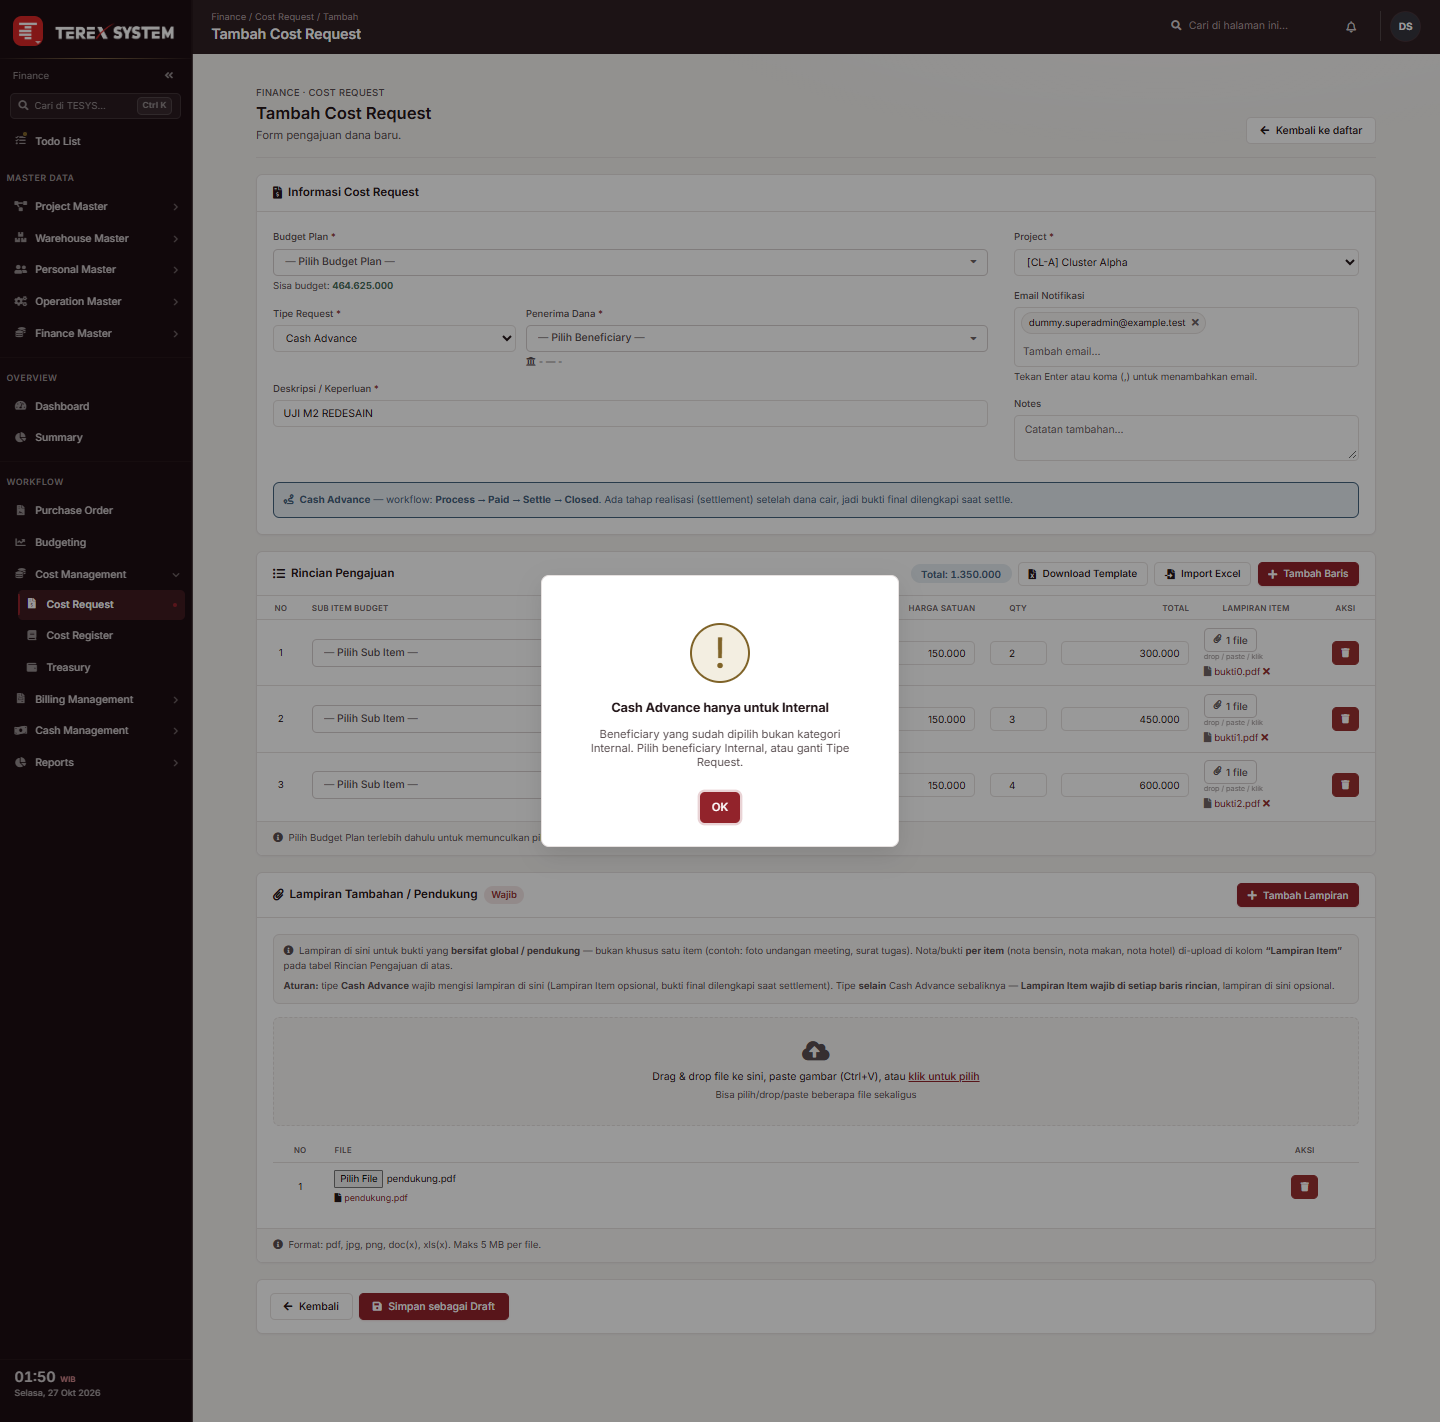 TEREX SYSTEM
Finance / Cost Request / Tambah
Tambah Cost Request
Cari di halaman ini...
DS
Finance
Cari di TESYS...
Ctrl K
Todo List
MASTER DATA
Project Master
Warehouse Master
Personal Master
Operation Master
Finance Master
OVERVIEW
Dashboard
Summary
WORKFLOW
Purchase Order
Budgeting
Cost Management
Cost Request
Cost Register
Treasury
Billing Management
Cash Management
Reports
01:50 WIB
Selasa, 27 Okt 2026
FINANCE · COST REQUEST
Tambah Cost Request
Form pengajuan dana baru.
Kembali ke daftar
Informasi Cost Request
Budget Plan *
— Pilih Budget Plan —
Sisa budget: 464.625.000
Tipe Request *
Cash Advance
Penerima Dana *
— Pilih Beneficiary —
- — -
Deskripsi / Keperluan *
UJI M2 REDESAIN
Project *
[CL-A] Cluster Alpha
Email Notifikasi
dummy.superadmin@example.test
Tambah email...
Tekan Enter atau koma (,) untuk menambahkan email.
Notes
Catatan tambahan...
Cash Advance — workflow: Process → Paid → Settle → Closed. Ada tahap realisasi (settlement) setelah dana cair, jadi bukti final dilengkapi saat settle.
Rincian Pengajuan
Total: 1.350.000
Download Template
Import Excel
Tambah Baris
NO SUB ITEM BUDGET HARGA SATUAN QTY TOTAL LAMPIRAN ITEM AKSI
1 — Pilih Sub Item — 150.000 2 300.000 1 file
drop / paste / klik
bukti0.pdf
2 — Pilih Sub Item — 150.000 3 450.000 1 file
drop / paste / klik
bukti1.pdf
3 — Pilih Sub Item — 150.000 4 600.000 1 file
drop / paste / klik
bukti2.pdf
Pilih Budget Plan terlebih dahulu untuk memunculkan pi
Cash Advance hanya untuk Internal
Beneficiary yang sudah dipilih bukan kategori
Internal. Pilih beneficiary Internal, atau ganti Tipe
Request.
OK
Lampiran Tambahan / Pendukung
Wajib
Tambah Lampiran
Lampiran di sini untuk bukti yang bersifat global / pendukung — bukan khusus satu item (contoh: foto undangan meeting, surat tugas). Nota/bukti per item (nota bensin, nota makan, nota hotel) di-upload di kolom “Lampiran Item”
pada tabel Rincian Pengajuan di atas.
Aturan: tipe Cash Advance wajib mengisi lampiran di sini (Lampiran Item opsional, bukti final dilengkapi saat settlement). Tipe selain Cash Advance sebaliknya — Lampiran Item wajib di setiap baris rincian, lampiran di sini opsional.
Drag & drop file ke sini, paste gambar (Ctrl+V), atau klik untuk pilih
Bisa pilih/drop/paste beberapa file sekaligus
NO FILE AKSI
1 Pilih File pendukung.pdf
pendukung.pdf
Format: pdf, jpg, png, doc(x), xls(x). Maks 5 MB per file.
Kembali
Simpan sebagai Draft